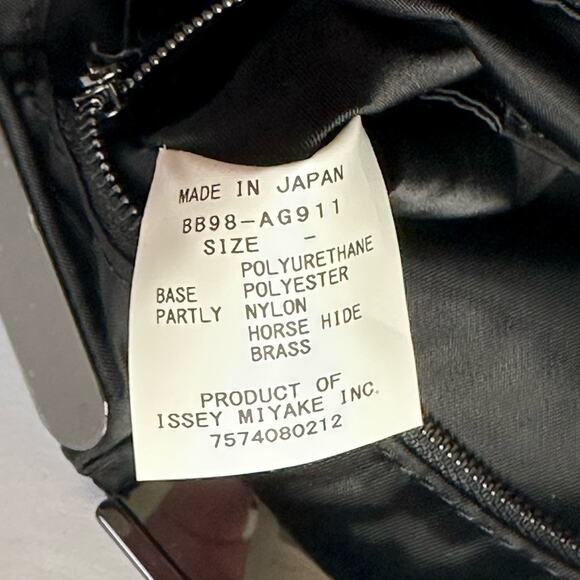 MADE IN JAPAN
BB98-AG911
SIZE -
POLYURETHANE
BASE POLYESTER
PARTLY NYLON
HORSE HIDE
BRASS
PRODUCT OF
ISSEY MIYAKE INC.
7574080212